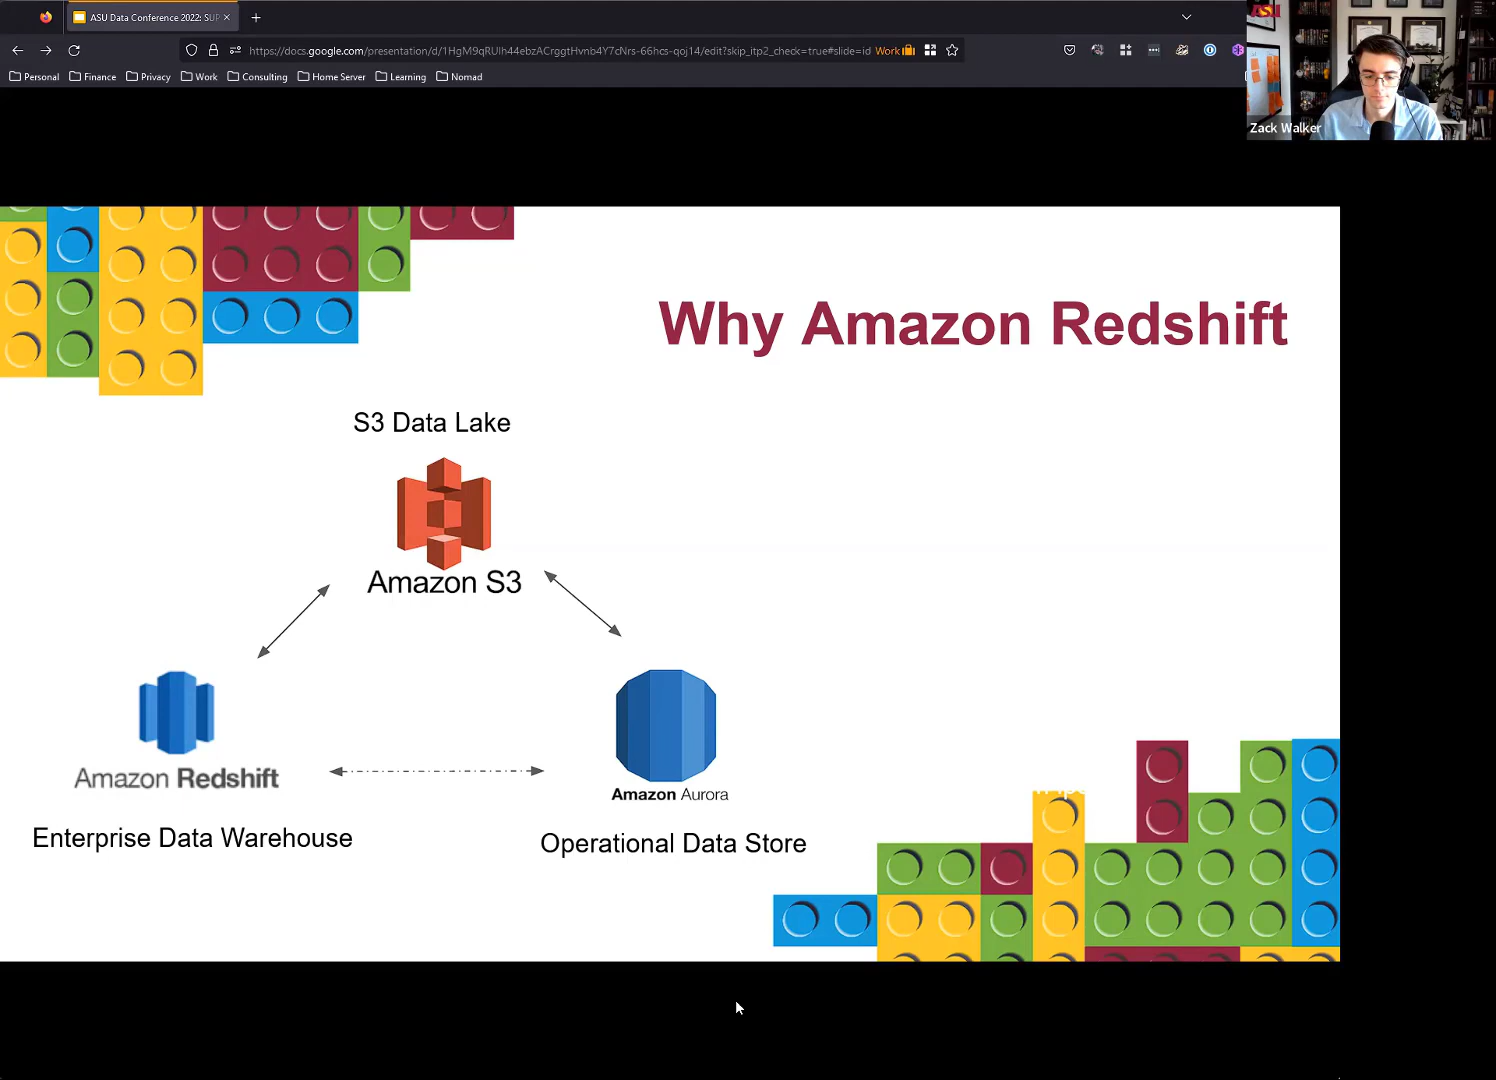 ASU Data Conference 2022: SUP
https://docs.google.com/presentation/d/1HgM9qRUIh44ebzACrggtHvnb4Y7cNrs-66hcs-qoj14/edit?skip_itp2_check=true#slide=id
Work
Personal
Finance
Privacy
Work
Consulting
Home Server
Learning
Nomad
ASU
Zack Walker
Why Amazon Redshift
S3 Data Lake
Amazon S3
Amazon Redshift
Amazon Aurora
Enterprise Data Warehouse
Operational Data Store